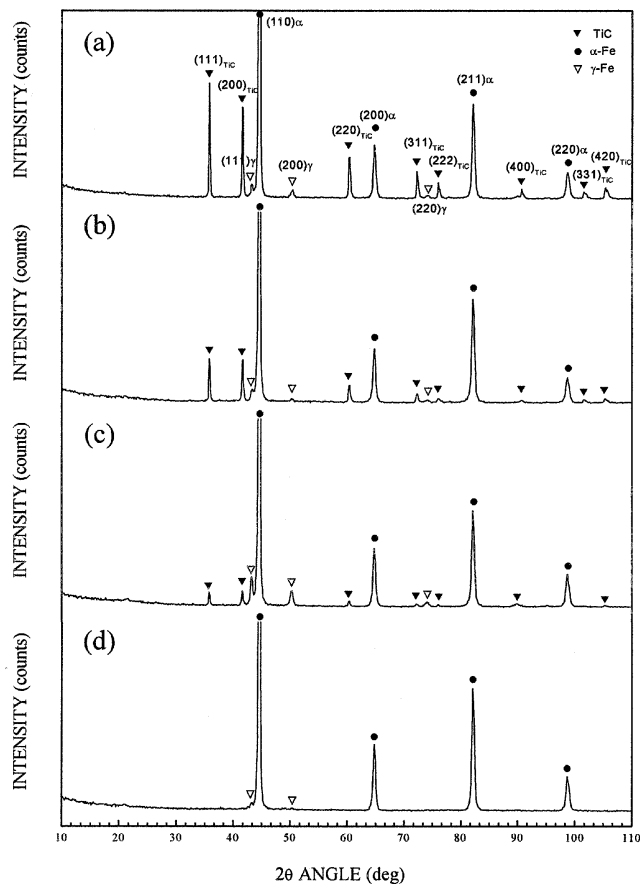 (a)
(110)α
▼ TiC
● α-Fe
▽ γ-Fe
(111)TiC
(200)TiC
(111)γ
(200)γ
(220)TiC
(200)α
(311)TiC
(222)TiC
(220)γ
(211)α
(400)TiC
(220)α
(331)TiC
(420)TiC
INTENSITY (counts)
(b)
INTENSITY (counts)
(c)
INTENSITY (counts)
(d)
INTENSITY (counts)
10 20 30 40 50 60 70 80 90 100 110
2θ ANGLE (deg)